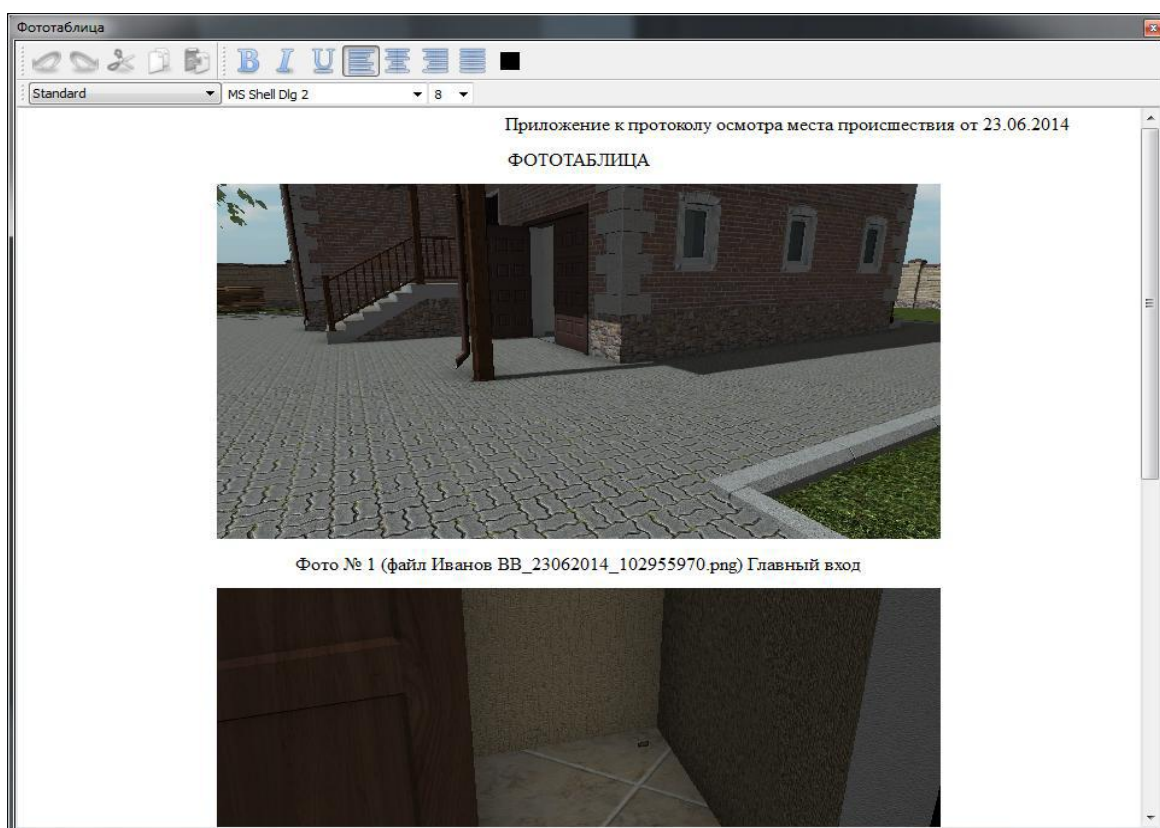 Фототаблица
B I U
Standard MS Shell Dlg 2 8
Приложение к протоколу осмотра места происшествия от 23.06.2014
ФОТОТАБЛИЦА
Фото № 1 (файл Иванов ВВ_23062014_102955970.png) Главный вход